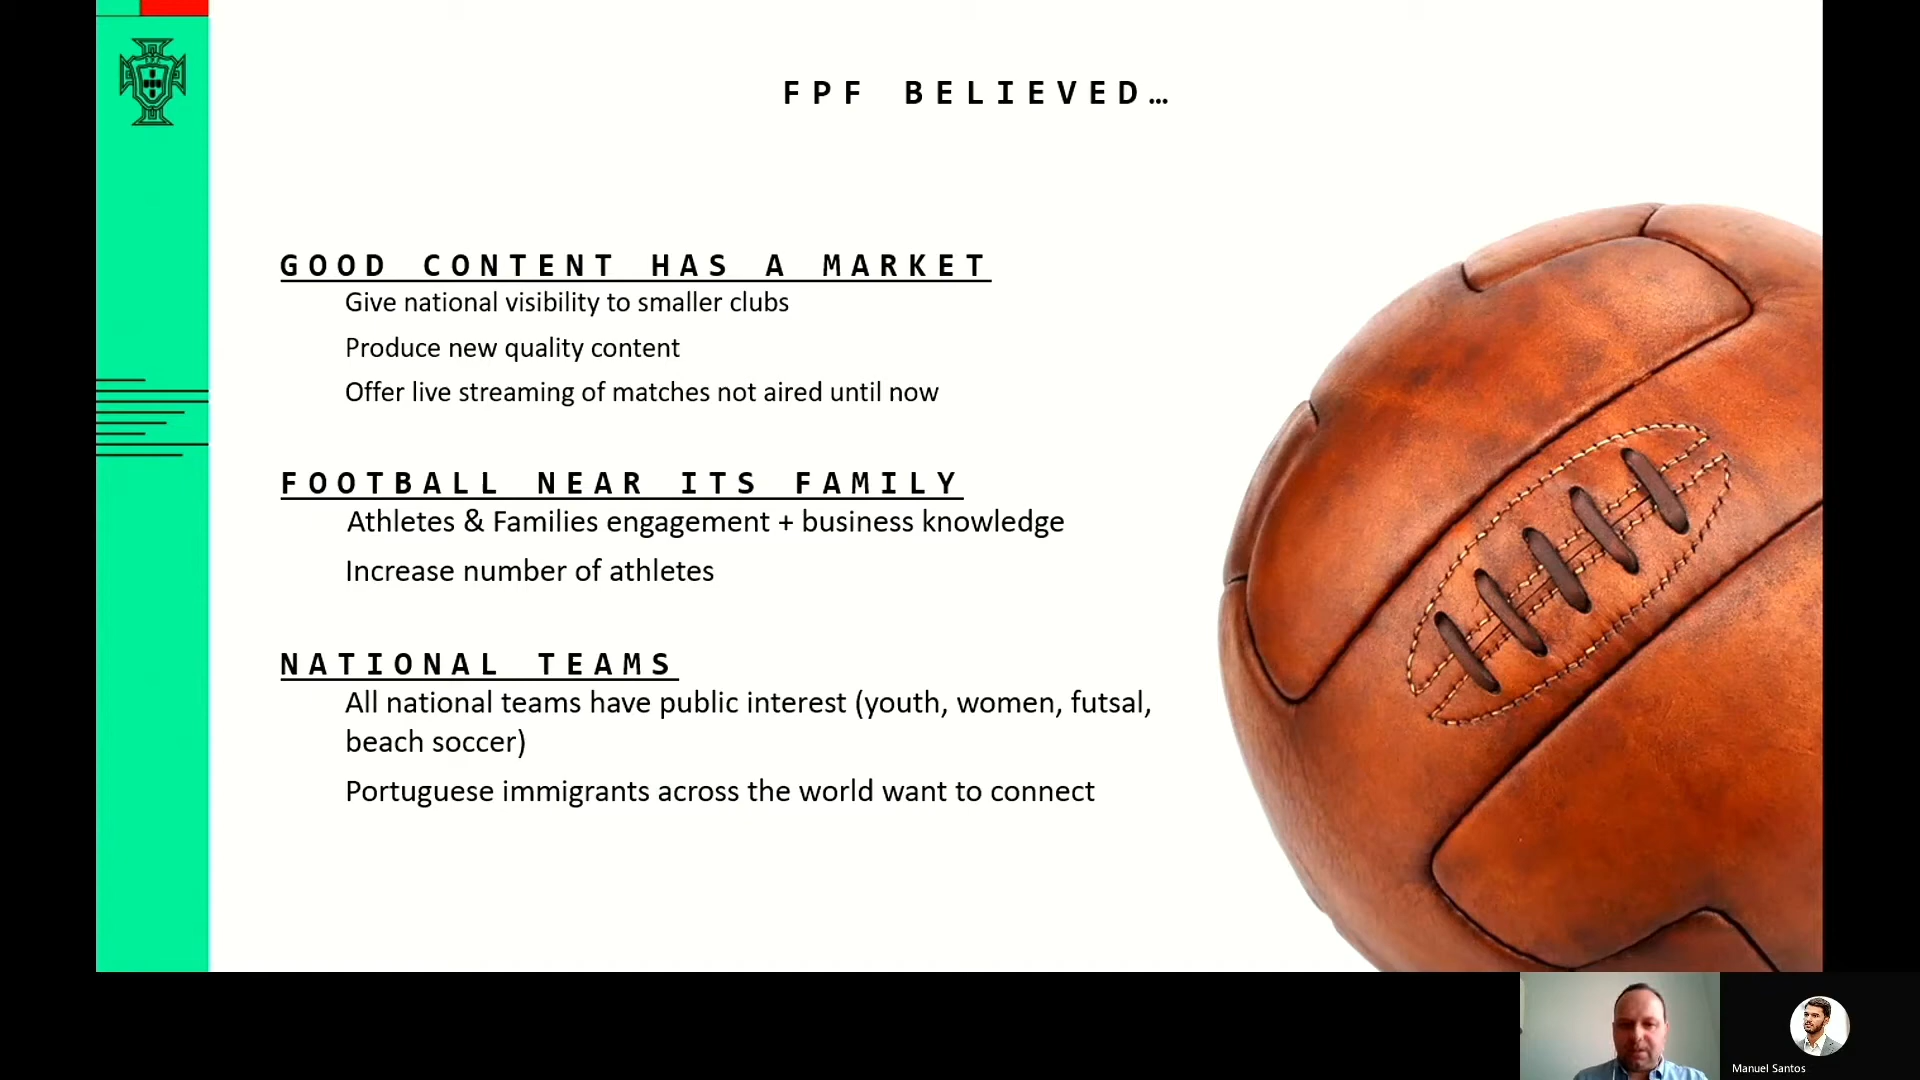 FPF BELIEVED…
GOOD CONTENT HAS A MARKET
Give national visibility to smaller clubs
Produce new quality content
Offer live streaming of matches not aired until now
FOOTBALL NEAR ITS FAMILY
Athletes & Families engagement + business knowledge
Increase number of athletes
NATIONAL TEAMS
All national teams have public interest (youth, women, futsal,
beach soccer)
Portuguese immigrants across the world want to connect
Manuel Santos